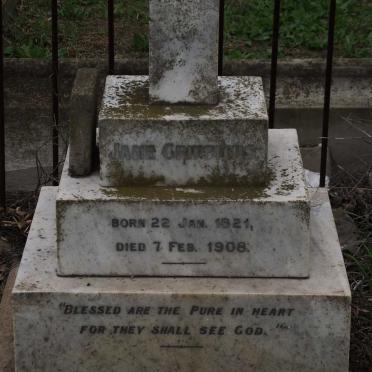 JANE GRIFFITHS
BORN 22 JAN. 1821,
DIED 7 FEB. 1908.
"BLESSED ARE THE PURE IN HEART
FOR THEY SHALL SEE GOD."